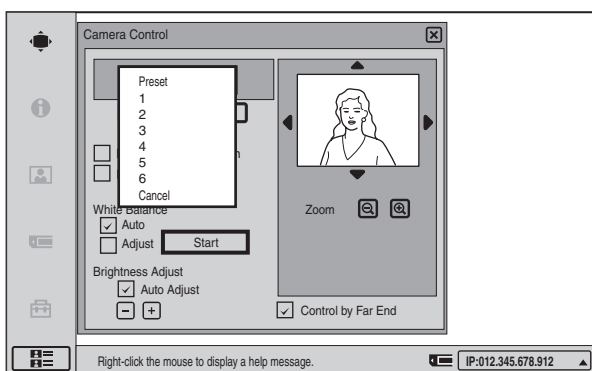 Camera Control
Preset
1
2
3
4
5
6
Cancel
White Balance
Auto
Adjust
Start
Brightness Adjust
Auto Adjust
Zoom
Control by Far End
Right-click the mouse to display a help message.
IP:012.345.678.912